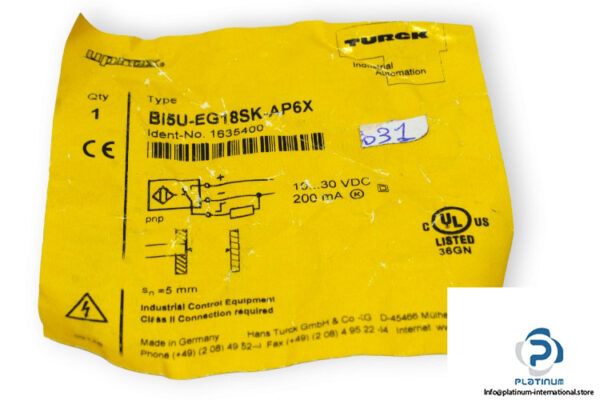 uprox.
TURCK
Industrial
Automation
Qty
1
Type
BI5U-EG18SK-AP6X
Ident-No. 1635400
CE
031
+
−
pnp
10...30 VDC
200 mA K
C UL US
LISTED
36GN
sn =5 mm
Industrial Control Equipment
Class II Connection required
Made in Germany Hans Turck GmbH & Co D-45466 Mülhe
Phone (+49) (2 08) 49 52- Fax (+49) (2 08) 4 95 22 Internet
PLATINUM
Info@platinum-international.store